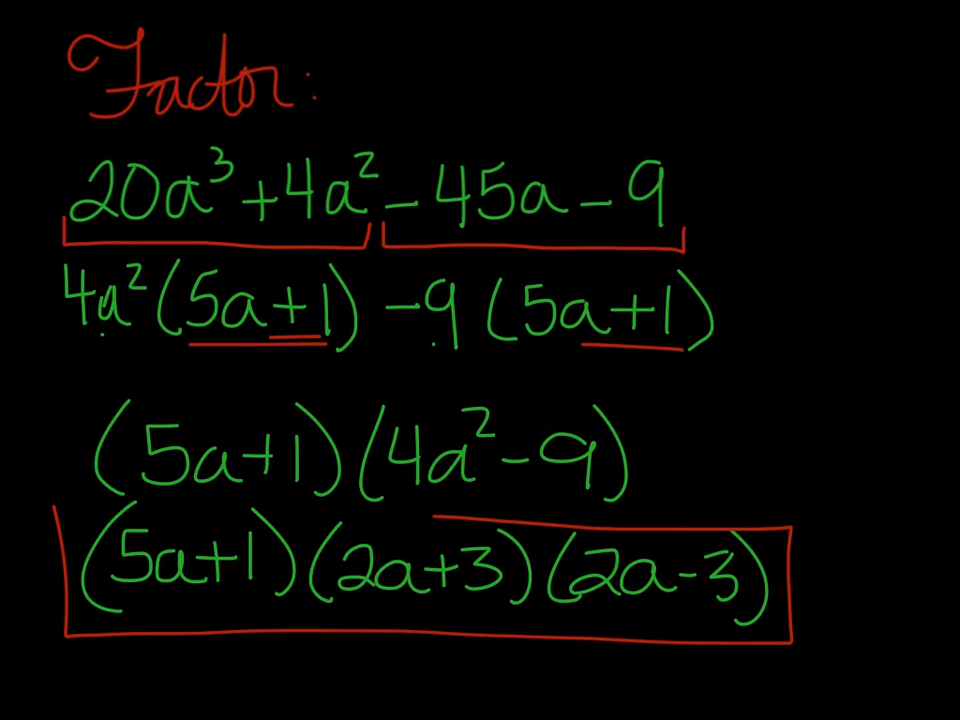 Factor:
20a³ + 4a² - 45a - 9
4a²(5a+1) - 9(5a+1)
(5a+1)(4a²-9)
(5a+1)(2a+3)(2a-3)